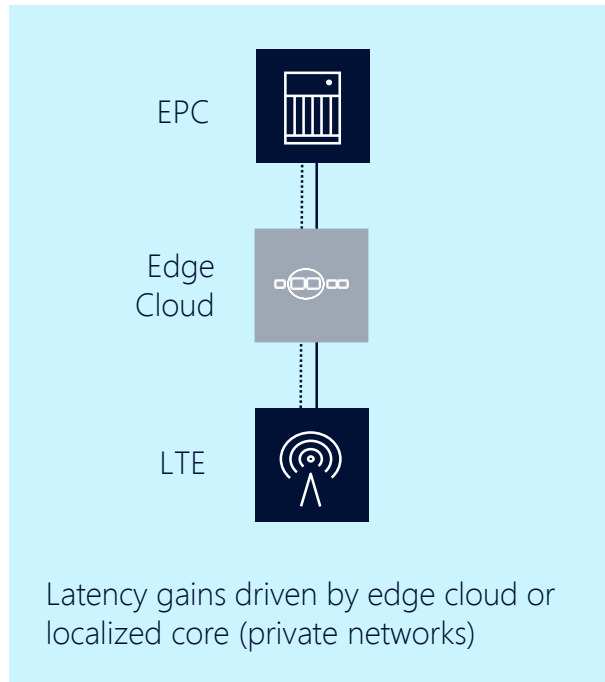 EPC
Edge
Cloud
LTE
Latency gains driven by edge cloud or
localized core (private networks)